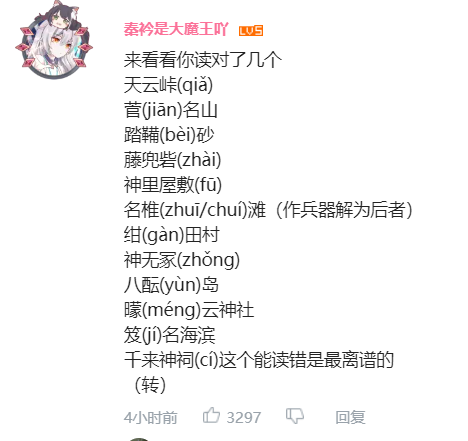 秦衿是大魔王吖 LV5
来看看你读对了几个
天云峠(qiǎ)
菅(jiān)名山
踏鞴(bèi)砂
藤兜砦(zhài)
神里屋敷(fū)
名椎(zhuī/chuí)滩（作兵器解为后者）
绀(gàn)田村
神无冢(zhǒng)
八酝(yùn)岛
曚(méng)云神社
笈(jí)名海滨
千来神祠(cí)这个能读错是最离谱的
（转）
4小时前 3297 回复